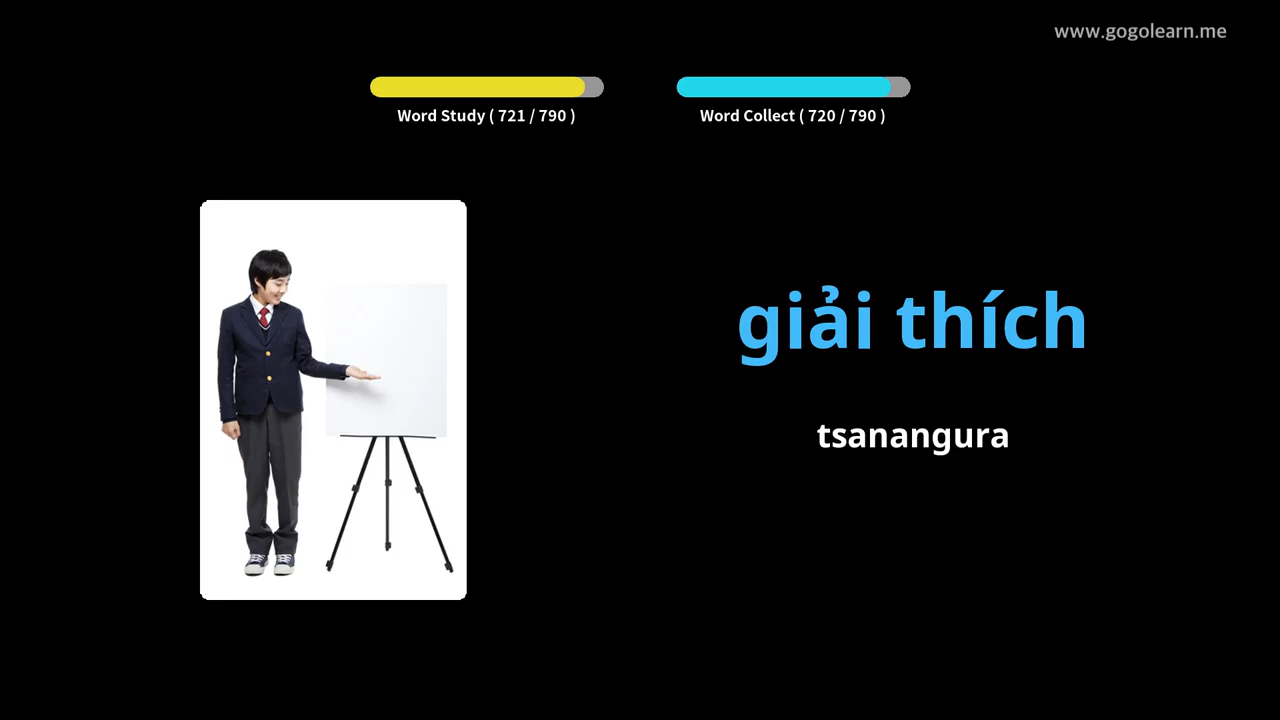 www.gogolearn.me
Word Study ( 721 / 790 )
Word Collect ( 720 / 790 )
giải thích
tsanangura